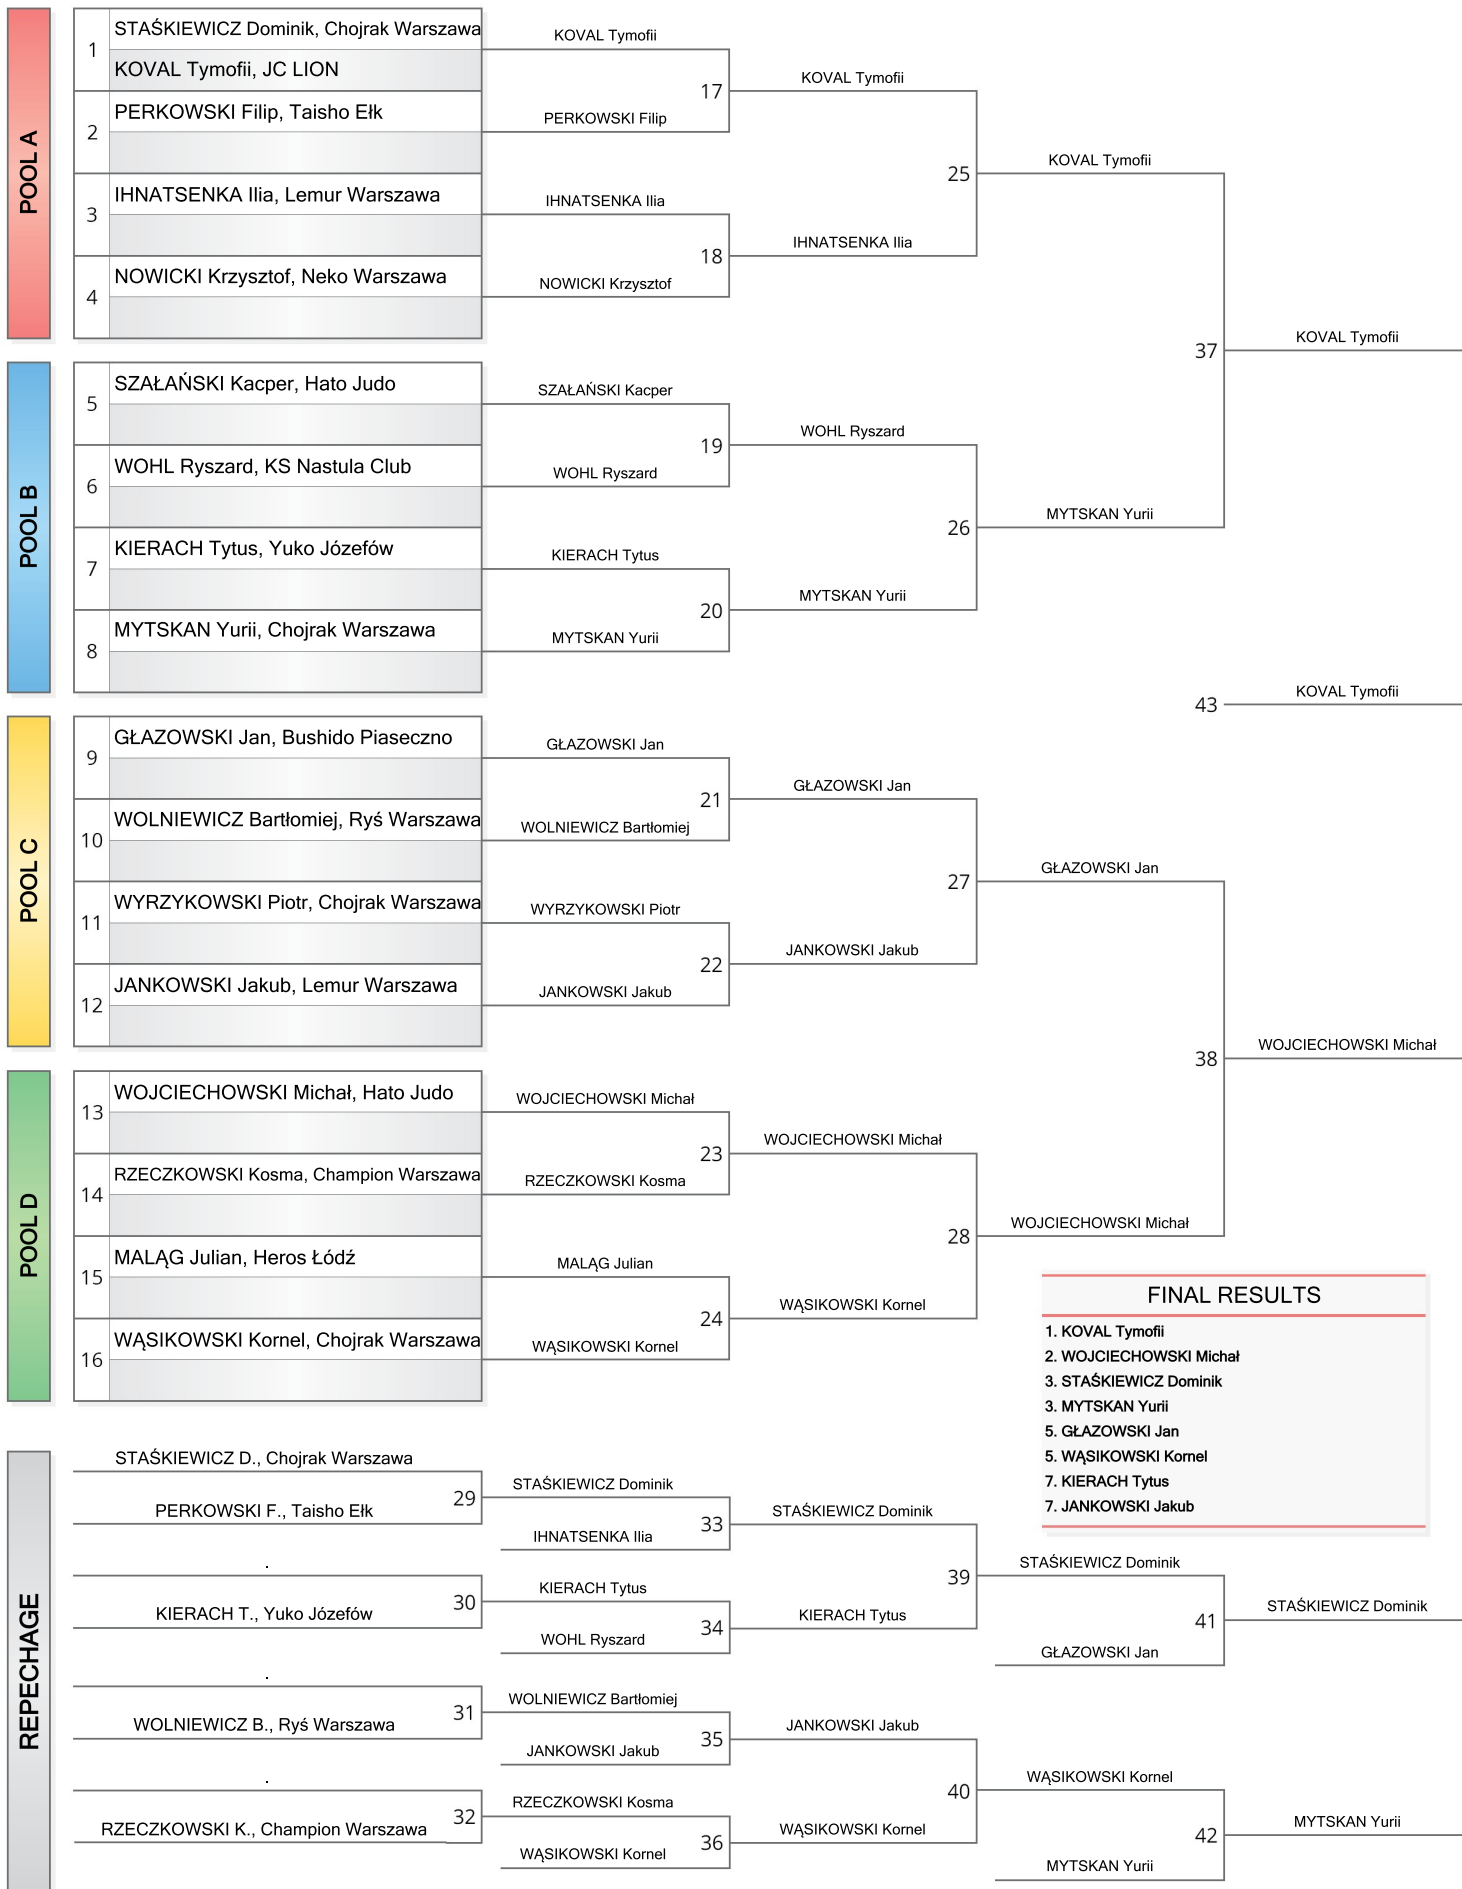 POOL A
1
STAŚKIEWICZ Dominik, Chojrak Warszawa
KOVAL Tymofii, JC LION
2
PERKOWSKI Filip, Taisho Ełk
3
IHNATSENKA Ilia, Lemur Warszawa
4
NOWICKI Krzysztof, Neko Warszawa
KOVAL Tymofii
17
PERKOWSKI Filip
IHNATSENKA Ilia
18
NOWICKI Krzysztof
KOVAL Tymofii
25
IHNATSENKA Ilia
KOVAL Tymofii
POOL B
5
SZAŁAŃSKI Kacper, Hato Judo
6
WOHL Ryszard, KS Nastula Club
7
KIERACH Tytus, Yuko Józefów
8
MYTSKAN Yurii, Chojrak Warszawa
SZAŁAŃSKI Kacper
19
WOHL Ryszard
KIERACH Tytus
20
MYTSKAN Yurii
WOHL Ryszard
26
MYTSKAN Yurii
MYTSKAN Yurii
37
KOVAL Tymofii
43
KOVAL Tymofii
POOL C
9
GŁAZOWSKI Jan, Bushido Piaseczno
10
WOLNIEWICZ Bartłomiej, Ryś Warszawa
11
WYRZYKOWSKI Piotr, Chojrak Warszawa
12
JANKOWSKI Jakub, Lemur Warszawa
GŁAZOWSKI Jan
21
WOLNIEWICZ Bartłomiej
WYRZYKOWSKI Piotr
22
JANKOWSKI Jakub
GŁAZOWSKI Jan
27
JANKOWSKI Jakub
GŁAZOWSKI Jan
38
WOJCIECHOWSKI Michał
POOL D
13
WOJCIECHOWSKI Michał, Hato Judo
14
RZECZKOWSKI Kosma, Champion Warszawa
15
MALĄG Julian, Heros Łódź
16
WĄSIKOWSKI Kornel, Chojrak Warszawa
WOJCIECHOWSKI Michał
23
RZECZKOWSKI Kosma
MALĄG Julian
24
WĄSIKOWSKI Kornel
WOJCIECHOWSKI Michał
28
WĄSIKOWSKI Kornel
WOJCIECHOWSKI Michał
FINAL RESULTS
1. KOVAL Tymofii
2. WOJCIECHOWSKI Michał
3. STAŚKIEWICZ Dominik
3. MYTSKAN Yurii
5. GŁAZOWSKI Jan
5. WĄSIKOWSKI Kornel
7. KIERACH Tytus
7. JANKOWSKI Jakub
REPECHAGE
STAŚKIEWICZ D., Chojrak Warszawa
29
PERKOWSKI F., Taisho Ełk
.
30
KIERACH T., Yuko Józefów
.
31
WOLNIEWICZ B., Ryś Warszawa
.
32
RZECZKOWSKI K., Champion Warszawa
STAŚKIEWICZ Dominik
33
IHNATSENKA Ilia
KIERACH Tytus
34
WOHL Ryszard
WOLNIEWICZ Bartłomiej
35
JANKOWSKI Jakub
RZECZKOWSKI Kosma
36
WĄSIKOWSKI Kornel
STAŚKIEWICZ Dominik
39
KIERACH Tytus
JANKOWSKI Jakub
40
WĄSIKOWSKI Kornel
STAŚKIEWICZ Dominik
41
GŁAZOWSKI Jan
WĄSIKOWSKI Kornel
42
MYTSKAN Yurii
STAŚKIEWICZ Dominik
MYTSKAN Yurii